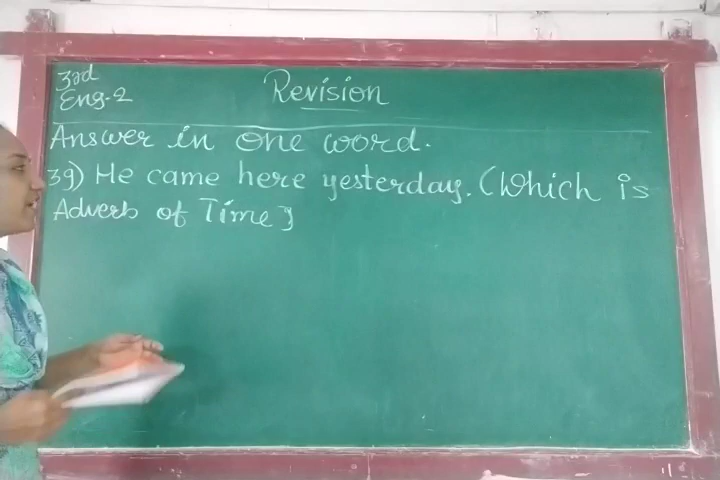 3rd
Eng-2
Revision
Answer in one word.
39) He came here yesterday. (Which is
Adverb of Time)